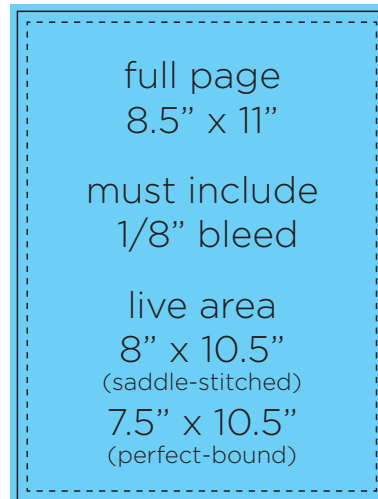 full page
8.5” x 11”
must include
1/8” bleed
live area
8” x 10.5”
(saddle-stitched)
7.5” x 10.5”
(perfect-bound)